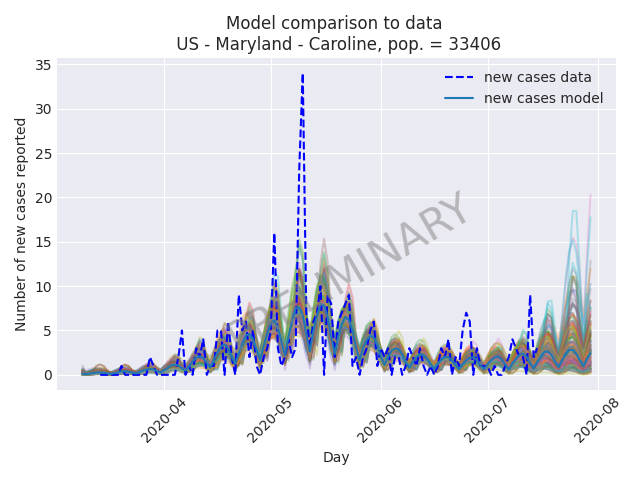 Model comparison to data
US - Maryland - Caroline, pop. = 33406
new cases data
new cases model
PRELIMINARY
Number of new cases reported
35
30
25
20
15
10
5
0
2020-04
2020-05
2020-06
2020-07
2020-08
Day